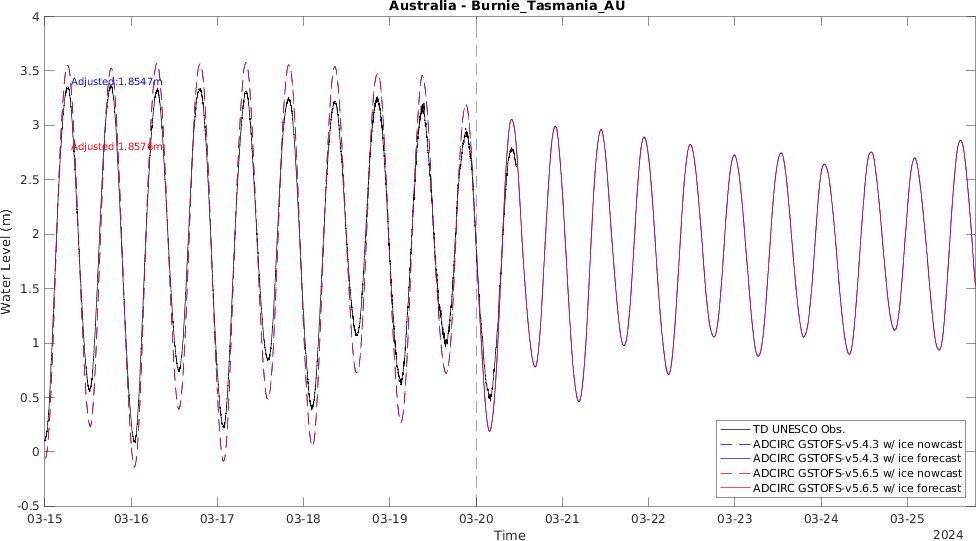 Australia - Burnie_Tasmania_AU
4
3.5
3
2.5
2
1.5
1
0.5
0
-0.5
Water Level (m)
Adjusted:1.8547m
Adjusted:1.8576m
TD UNESCO Obs.
ADCIRC GSTOFS-v5.4.3 w/ ice nowcast
ADCIRC GSTOFS-v5.4.3 w/ ice forecast
ADCIRC GSTOFS-v5.6.5 w/ ice nowcast
ADCIRC GSTOFS-v5.6.5 w/ ice forecast
03-15 03-16 03-17 03-18 03-19 03-20 03-21 03-22 03-23 03-24 03-25
Time
2024